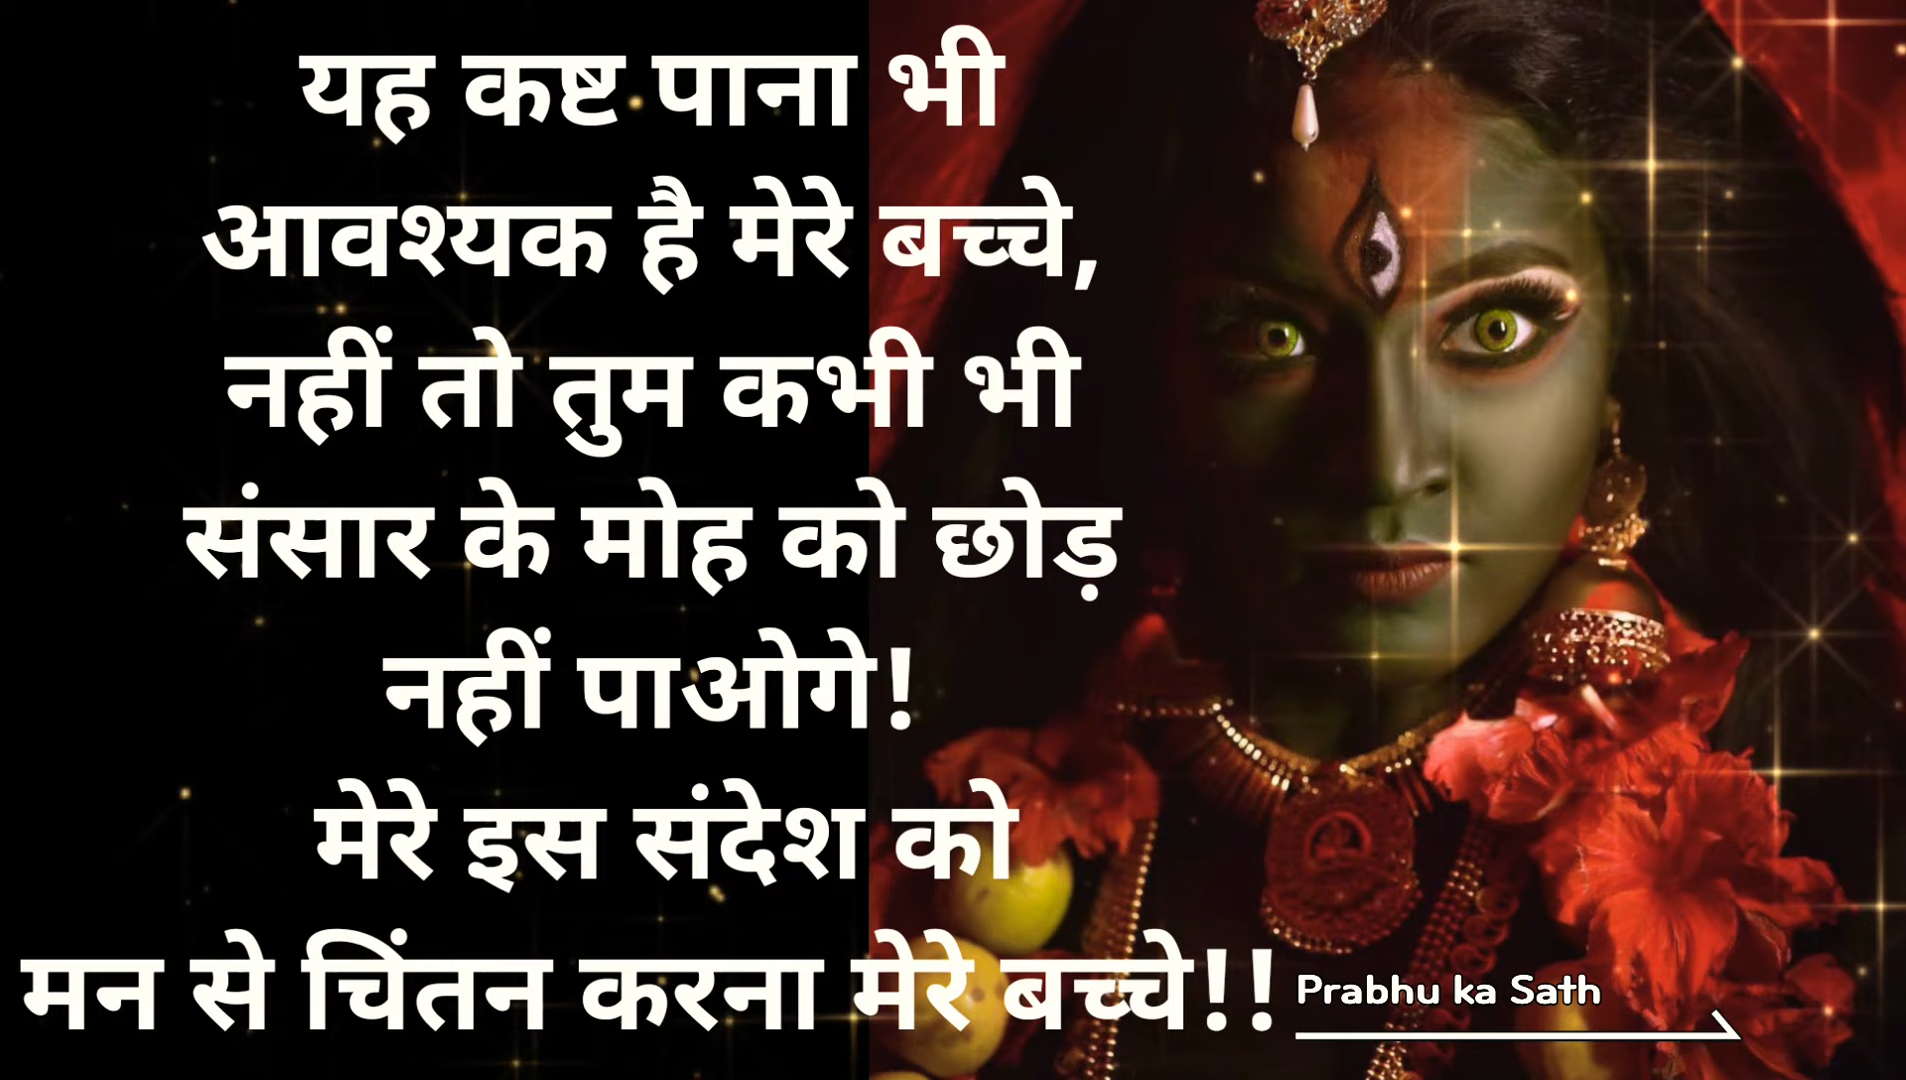 यह कष्ट पाना भी
आवश्यक है मेरे बच्चे,
नहीं तो तुम कभी भी
संसार के मोह को छोड़
नहीं पाओगे!
मेरे इस संदेश को
मन से चिंतन करना मेरे बच्चे!!
Prabhu ka Sath